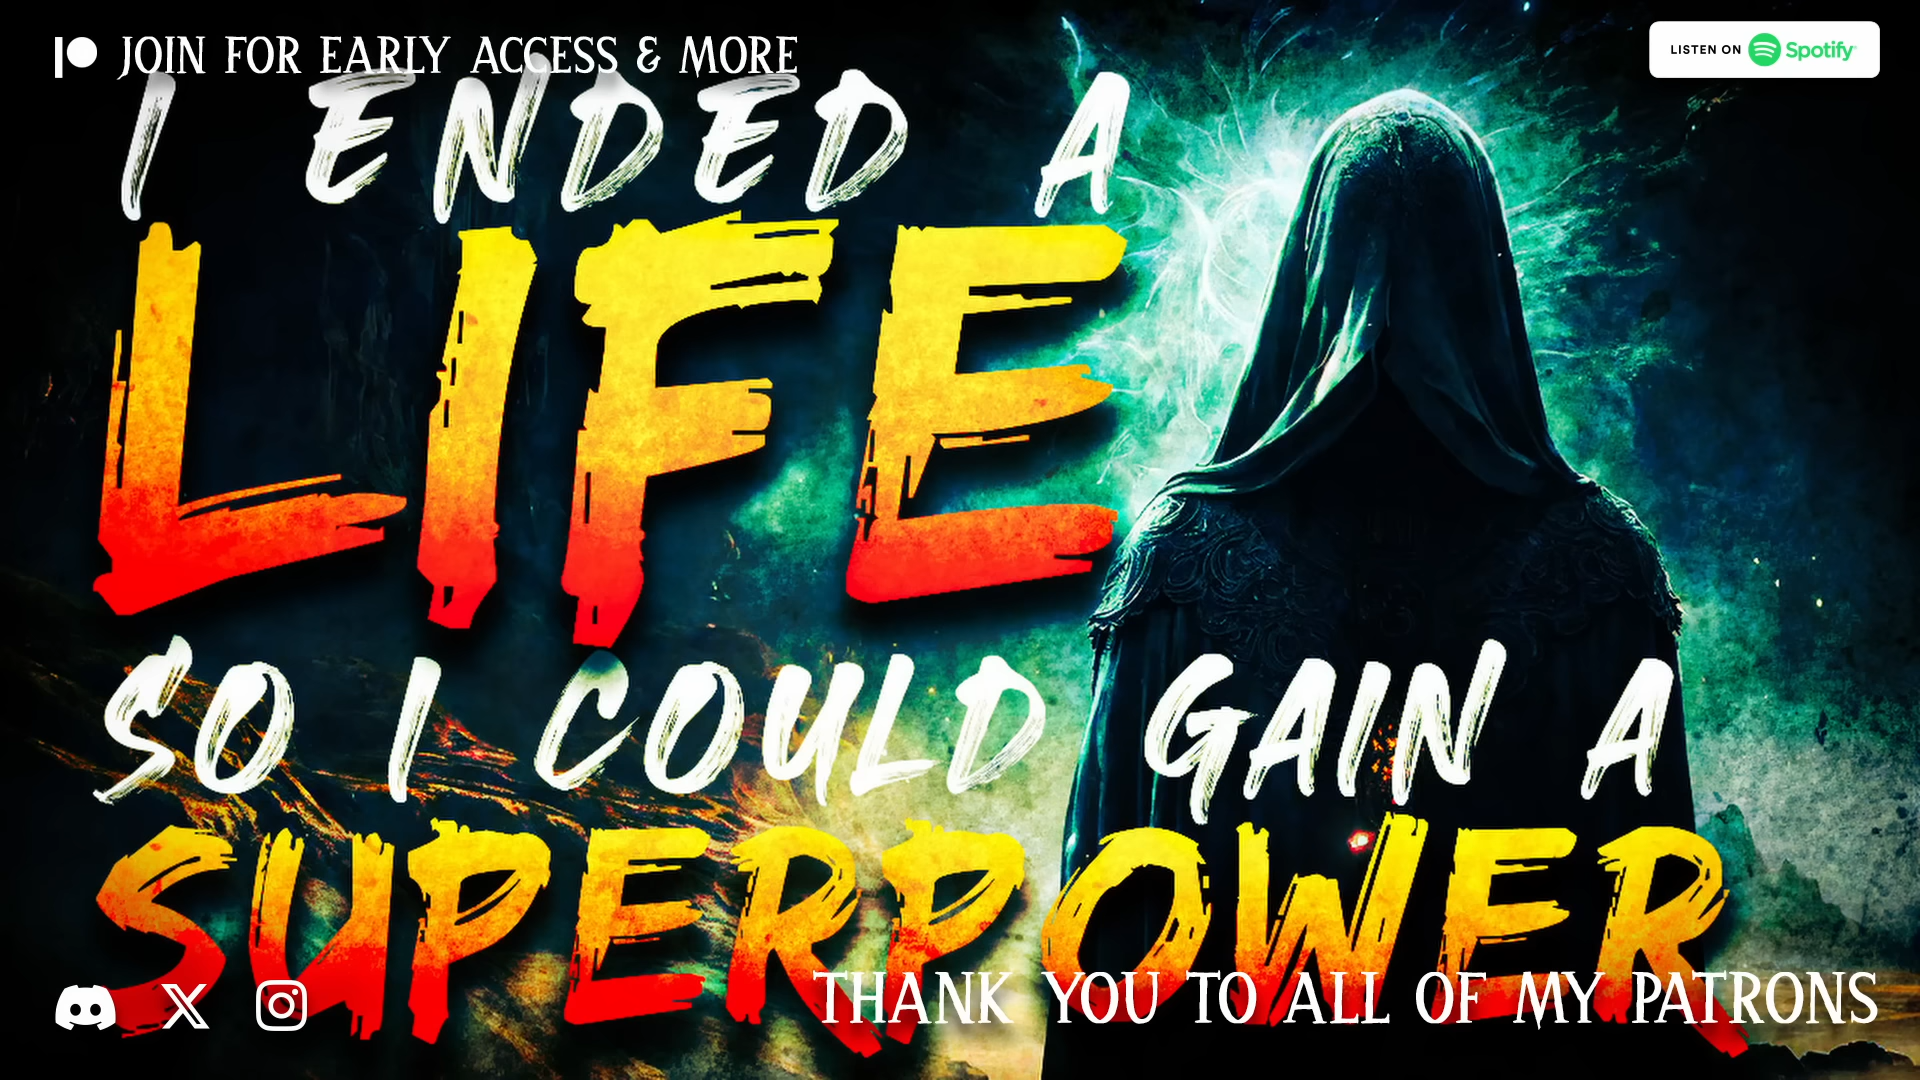 JOIN FOR EARLY ACCESS & MORE
LISTEN ON Spotify
I ENDED A
LIFE
SO I COULD GAIN A
SUPERPOWER
THANK YOU TO ALL OF MY PATRONS